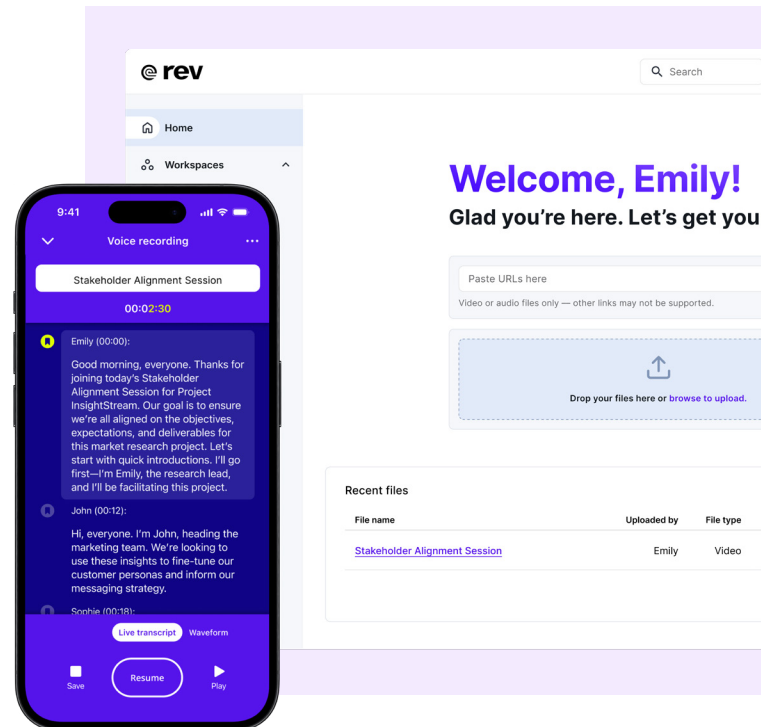 rev
Search
Home
Workspaces
Welcome, Emily!
Glad you're here. Let's get you
Paste URLs here
Video or audio files only — other links may not be supported.
Drop your files here or browse to upload.
Recent files
File name Uploaded by File type
Stakeholder Alignment Session Emily Video
9:41
Voice recording
Stakeholder Alignment Session
00:02:30
Emily (00:00):
Good morning, everyone. Thanks for
joining today's Stakeholder
Alignment Session for Project
InsightStream. Our goal is to ensure
we're all aligned on the objectives,
expectations, and deliverables for
this market research project. Let's
start with quick introductions. I'll go
first—I'm Emily, the research lead,
and I'll be facilitating this project.
John (00:12):
Hi, everyone. I'm John, heading the
marketing team. We're looking to
use these insights to fine-tune our
customer personas and inform our
messaging strategy.
Sophie (00:18):
Live transcript Waveform
Save Resume Play